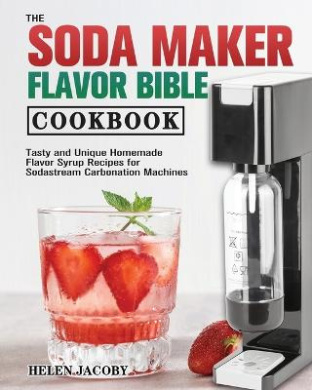 THE
SODA MAKER
FLAVOR BIBLE
COOKBOOK
Tasty and Unique Homemade
Flavor Syrup Recipes for
Sodastream Carbonation Machines
HELEN JACOBY